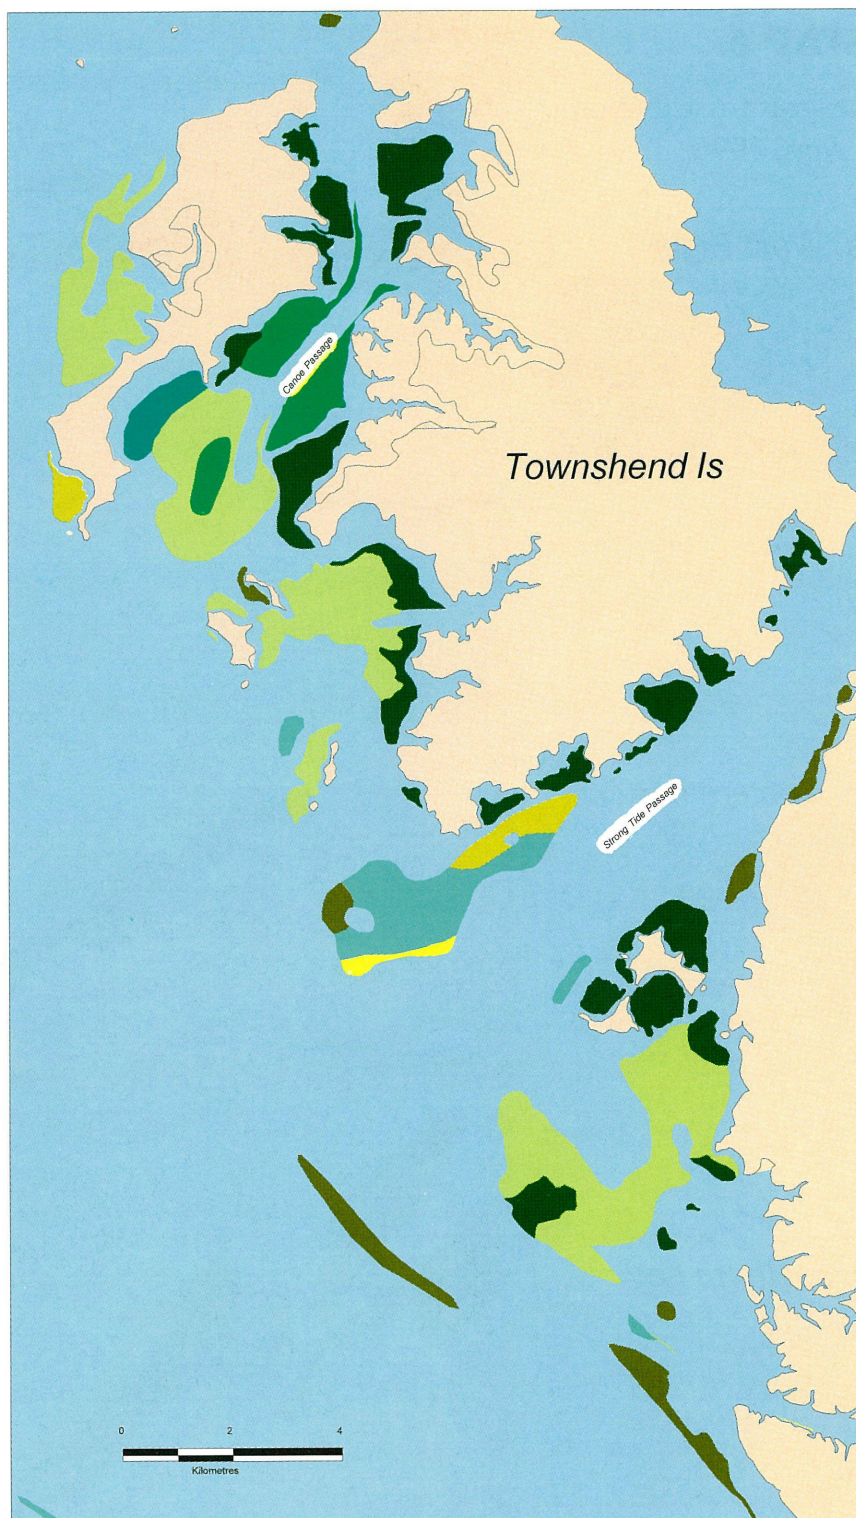 Canoe Passage
Townshend Is
Strong Tide Passage
0 2 4
Kilometres